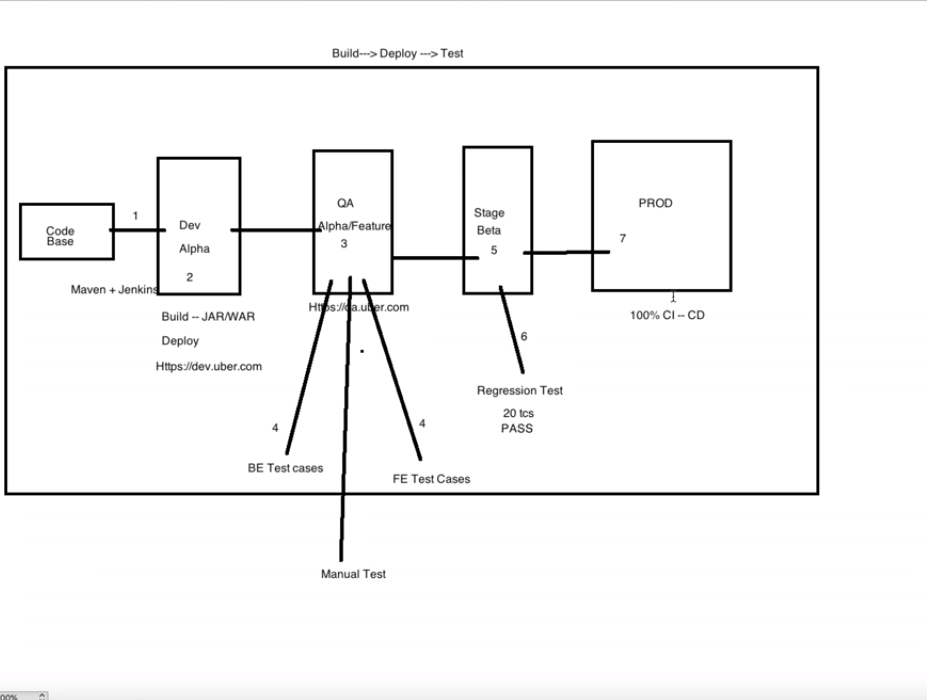 Build---> Deploy ---> Test
Code
Base
1
Maven + Jenkins
Dev
Alpha
2
Build -- JAR/WAR
Deploy
Https://dev.uber.com
QA
Alpha/Feature
3
Https://qa.uber.com
4
BE Test cases
4
FE Test Cases
Manual Test
Stage
Beta
5
6
Regression Test
20 tcs
PASS
PROD
7
100% CI -- CD
00%